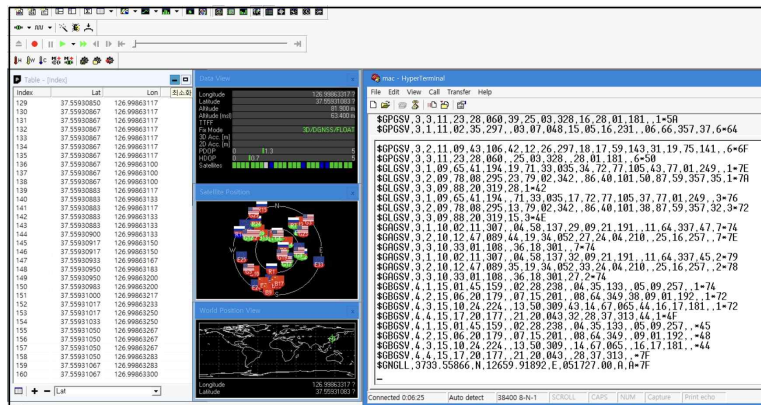 Table - [Index]
Index Lat Lon
최소화
129 37.55930850 126.99863117
130 37.55930867 126.99863117
131 37.55930867 126.99863117
132 37.55930867 126.99863117
133 37.55930867 126.99863117
134 37.55930867 126.99863117
135 37.55930867 126.99863117
136 37.55930867 126.99863100
137 37.55930867 126.99863100
138 37.55930867 126.99863100
139 37.55930883 126.99863117
140 37.55930883 126.99863117
141 37.55930883 126.99863117
142 37.55930883 126.99863133
143 37.55930883 126.99863133
144 37.55930900 126.99863133
145 37.55930917 126.99863150
146 37.55930917 126.99863150
147 37.55930933 126.99863167
148 37.55930950 126.99863183
149 37.55930950 126.99863200
150 37.55930983 126.99863200
151 37.55931000 126.99863217
152 37.55931017 126.99863233
153 37.55931017 126.99863250
154 37.55931033 126.99863250
155 37.55931050 126.99863267
156 37.55931050 126.99863267
157 37.55931050 126.99863267
158 37.55931050 126.99863283
159 37.55931067 126.99863283
160 37.55931067 126.99863300
Lat
Data View
Longitude 126.99863317 ?
Latitude 37.55931083 ?
Altitude 81.900 m
Altitude (msl) 63.400 m
TTFF
Fix Mode 3D/DGNSS/FLOAT
3D Acc. [m]
2D Acc. [m]
PDOP 0 1.3 5
HDOP 0 0.7 5
Satellites
Satellite Position
N
W
E
S
World Position View
Longitude 126.99863317 ?
Latitude 37.55931083 ?
mac - HyperTerminal
File Edit View Call Transfer Help
$GPGSV,3,3,11,23,28,060,39,25,03,328,16,28,01,181,,1*5A
$GPGSV,3,1,11,02,35,297,,03,07,048,15,05,16,231,,06,66,357,37,6*64
$GPGSV,3,2,11,09,43,106,42,12,26,297,18,17,59,143,31,19,75,141,,6*6F
$GPGSV,3,3,11,23,28,060,,25,03,328,,28,01,181,,6*50
$GLGSV,3,1,09,65,41,194,19,71,33,035,34,72,77,105,43,77,01,249,,1*7E
$GLGSV,3,2,09,78,08,295,23,79,02,342,,86,40,101,50,87,59,357,35,1*7A
$GLGSV,3,3,09,88,20,319,28,1*42
$GLGSV,3,1,09,65,41,194,,71,33,035,17,72,77,105,37,77,01,249,,3*76
$GLGSV,3,2,09,78,08,295,13,79,02,342,,86,40,101,38,87,59,357,32,3*72
$GLGSV,3,3,09,88,20,319,15,3*4E
$GAGSV,3,1,10,02,11,307,,04,58,137,29,09,21,191,,11,64,337,47,7*74
$GAGSV,3,2,10,12,47,089,44,19,34,052,27,24,04,210,,25,16,257,,7*7E
$GAGSV,3,3,10,33,01,108,,36,18,301,,7*74
$GAGSV,3,1,10,02,11,307,,04,58,137,32,09,21,191,,11,64,337,45,2*79
$GAGSV,3,2,10,12,47,089,35,19,34,052,33,24,04,210,,25,16,257,,2*78
$GAGSV,3,3,10,33,01,108,,36,18,301,27,2*74
$GBGSV,4,1,15,01,45,159,,02,28,238,,04,35,133,,05,09,257,,1*74
$GBGSV,4,2,15,06,20,179,,07,15,201,,08,64,349,38,09,01,192,,1*72
$GBGSV,4,3,15,10,24,224,,13,50,309,43,14,67,065,44,16,17,181,,1*72
$GBGSV,4,4,15,17,20,177,,21,20,043,32,28,37,313,44,1*4F
$GBGSV,4,1,15,01,45,159,,02,28,238,,04,35,133,,05,09,257,,*45
$GBGSV,4,2,15,06,20,179,,07,15,201,,08,64,349,,09,01,192,,*48
$GBGSV,4,3,15,10,24,224,,13,50,309,,14,67,065,,16,17,181,,*44
$GBGSV,4,4,15,17,20,177,,21,20,043,,28,37,313,,*7F
$GNGLL,3733.55866,N,12659.91892,E,051727.00,A,A*7F
Connected 0:06:25 Auto detect 38400 8-N-1 SCROLL CAPS NUM Capture Print echo